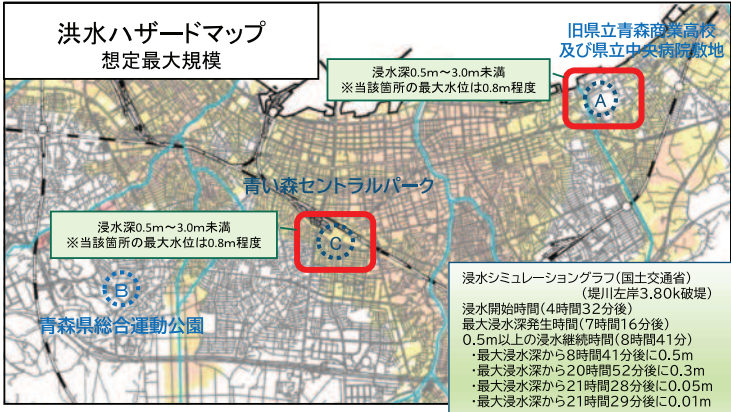 洪水ハザードマップ
想定最大規模
旧県立青森商業高校
及び県立中央病院敷地
浸水深0.5m～3.0m未満
※当該箇所の最大水位は0.8m程度
A
青い森セントラルパーク
浸水深0.5m～3.0m未満
※当該箇所の最大水位は0.8m程度
C
B
青森県総合運動公園
浸水シミュレーショングラフ(国土交通省)
(堤川左岸3.80k破堤)
浸水開始時間(4時間32分後)
最大浸水深発生時間(7時間16分後)
0.5m以上の浸水継続時間(8時間41分)
・最大浸水深から8時間41分後に0.5m
・最大浸水深から20時間52分後に0.3m
・最大浸水深から21時間28分後に0.05m
・最大浸水深から21時間29分後に0.01m